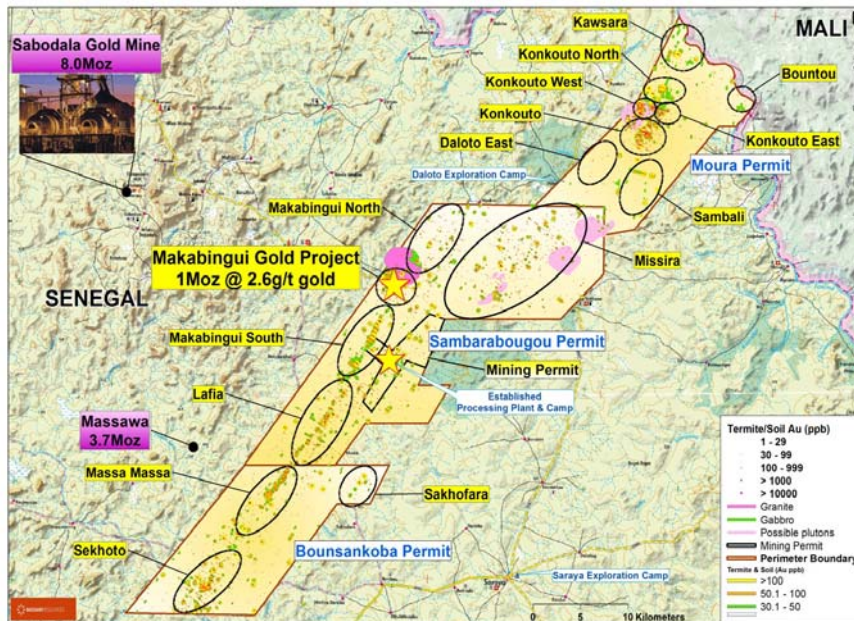 Sabodala Gold Mine
8.0Moz
MALI
Kawsara
Konkouto North
Konkouto West
Bountou
Konkouto
Daloto East
Konkouto East
Daloto Exploration Camp
Moura Permit
Makabingui North
Sambali
Makabingui Gold Project
1Moz @ 2.6g/t gold
Missira
SENEGAL
Sambarabougou Permit
Makabingui South
Mining Permit
Lafia
Established
Processing Plant & Camp
Massawa
3.7Moz
Massa Massa
Sakhofara
Bounsankoba Permit
Sekhoto
Saraya
Saraya Exploration Camp
0 5 10 Kilometers
Termite/Soil Au (ppb)
1 - 29
30 - 99
100 - 999
> 1000
> 10000
Granite
Gabbro
Possible plutons
Mining Permit
Perimeter Boundary
Termite & Soil (Au ppb)
>100
50.1 - 100
30.1 - 50